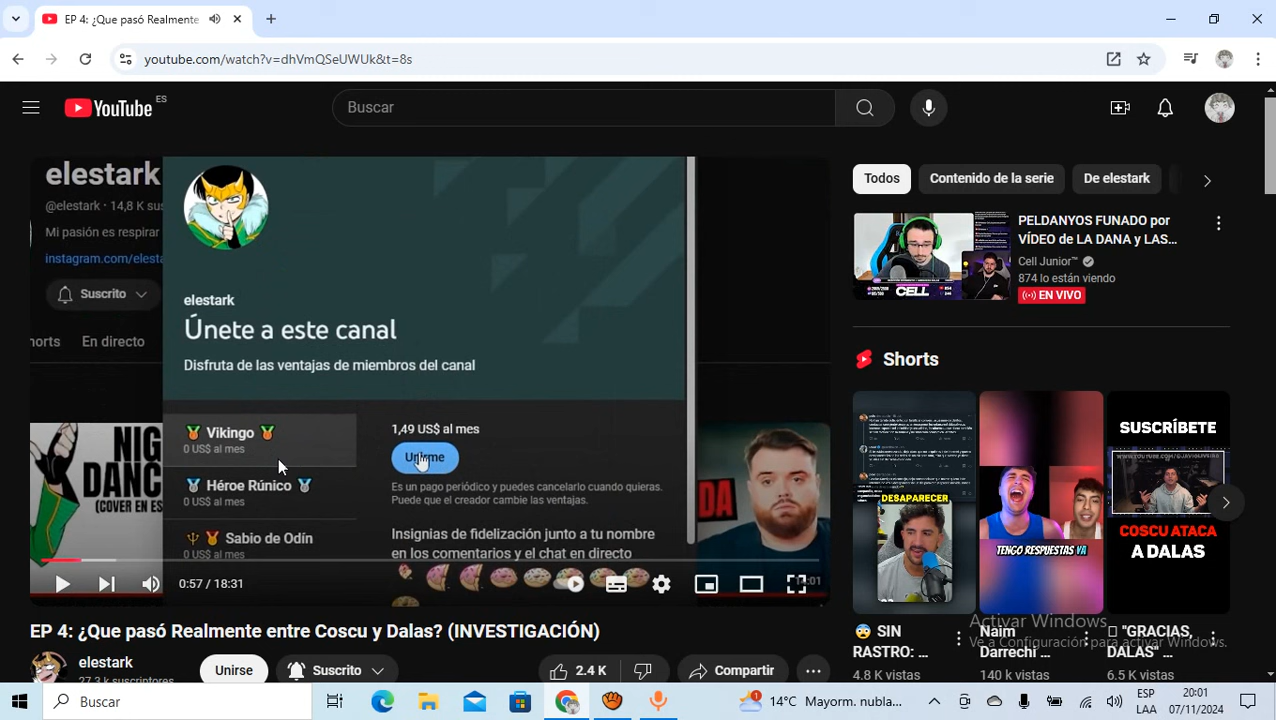 EP 4: ¿Que pasó Realmente
youtube.com/watch?v=dhVmQSeUWUk&t=8s
YouTube ES
Buscar
elestark
@elestark · 14,8 K sus
Mi pasión es respirar
instagram.com/elesta
Suscrito
horts
En directo
elestark
Únete a este canal
Disfruta de las ventajas de miembros del canal
Vikingo
0 US$ al mes
Héroe Rúnico
0 US$ al mes
Sabio de Odín
0 US$ al mes
1,49 US$ al mes
Unirme
Es un pago periódico y puedes cancelarlo cuando quieras.
Puede que el creador cambie las ventajas.
Insignias de fidelización junto a tu nombre
en los comentarios y el chat en directo
NIG
DANC
(COVER EN ES
0:57 / 18:31
EP 4: ¿Que pasó Realmente entre Coscu y Dalas? (INVESTIGACIÓN)
elestark
27.3 k suscriptores
Unirse
Suscrito
2.4 K
Compartir
Todos
Contenido de la serie
De elestark
PELDANYOS FUNADO por
VÍDEO de LA DANA y LAS...
Cell Junior™
874 lo están viendo
EN VIVO
CELL
Shorts
DESAPARECER
TENGO RESPUESTAS YA
SUSCRÍBETE
COSCU ATACA
A DALAS
😨 SIN
RASTRO: ...
4.8 K vistas
Naim
Darrechi ...
140 k vistas
"GRACIAS,
DALAS" ...
6.5 K vistas
Activar Windows
Ve a Configuración para activar Windows.
Buscar
14°C Mayorm. nubla...
ESP
LAA
20:01
07/11/2024